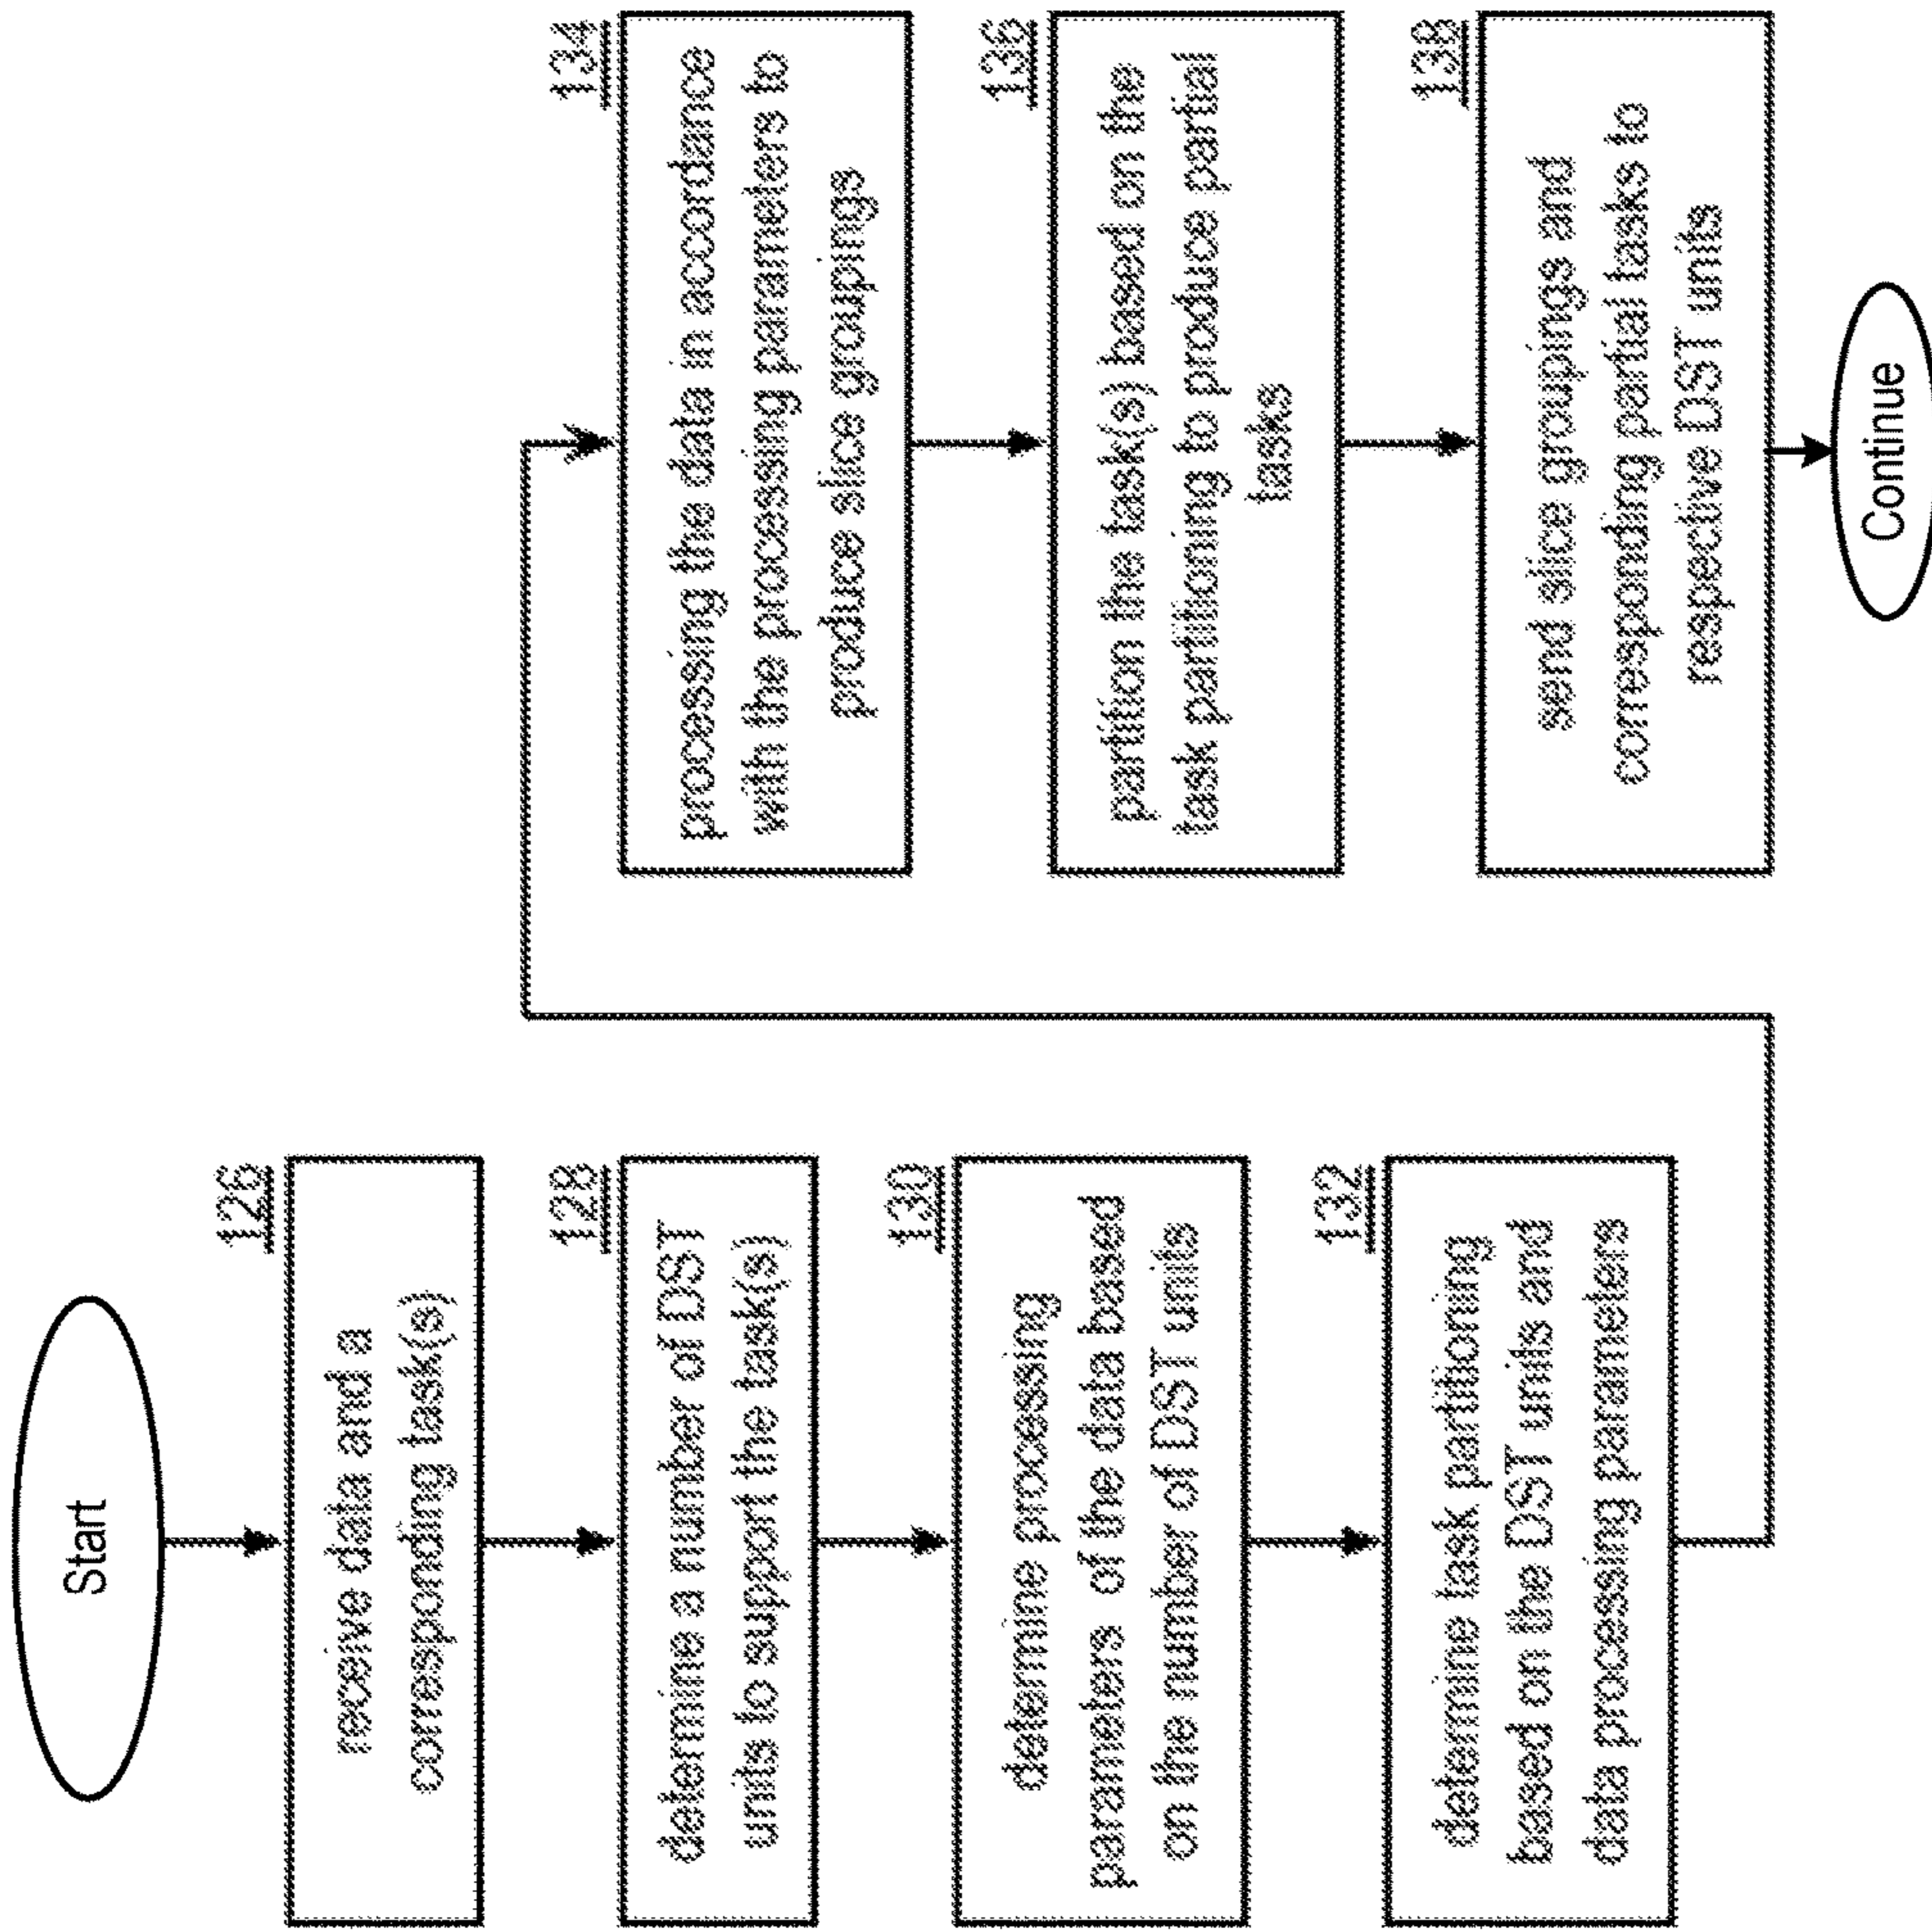 Start
126
receive data and a
corresponding task(s)
128
determine a number of DST
units to support the task(s)
130
determine processing
parameters of the data based
on the number of DST units
132
determine task partitioning
based on the DST units and
data processing parameters
134
processing the data in accordance
with the processing parameters to
produce slice groupings
136
partition the task(s) based on the
task partitioning to produce partial
tasks
138
send slice groupings and
corresponding partial tasks to
respective DST units
Continue